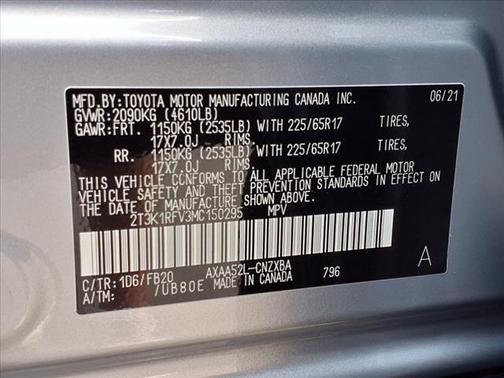 MFD.BY:TOYOTA MOTOR MANUFACTURING CANADA INC. 06/21
GVWR:2090KG (4610LB)
GAWR:FRT. 1150KG (2535LB) WITH 225/65R17 TIRES,
17X7.0J RIMS,
RR. 1150KG (2535LB) WITH 225/65R17 TIRES,
17X7.0J RIMS,
THIS VEHICLE CONFORMS TO ALL APPLICABLE FEDERAL MOTOR
VEHICLE SAFETY AND THEFT PREVENTION STANDARDS IN EFFECT ON
THE DATE OF MANUFACTURE SHOWN ABOVE.
2T3K1RFV3MC150295 MPV
C/TR:1D6/FB20 AXAA52L-CNZXBA 796 A
A/TM: /UB80E MADE IN CANADA